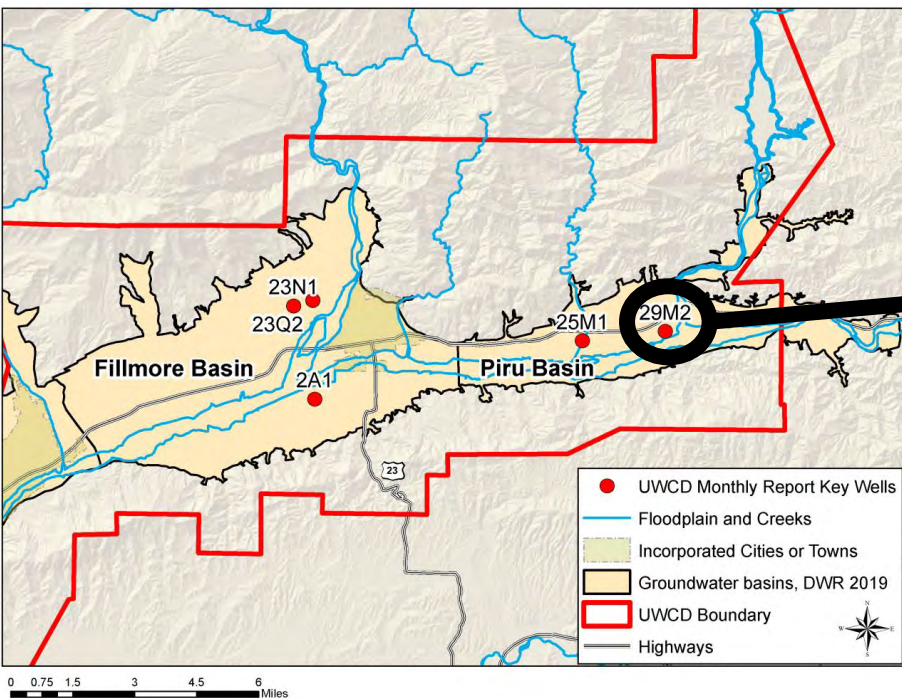 23N1
23Q2
29M2
25M1
Fillmore Basin
Piru Basin
2A1
23
UWCD Monthly Report Key Wells
Floodplain and Creeks
Incorporated Cities or Towns
Groundwater basins, DWR 2019
UWCD Boundary
Highways
N
W
E
S
0 0.75 1.5 3 4.5 6
Miles